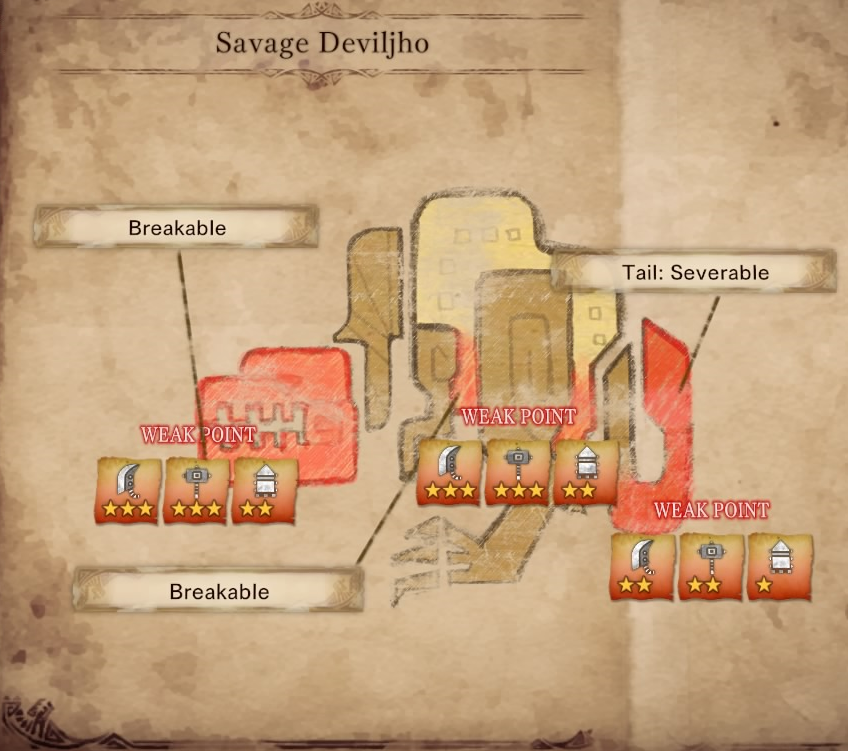 Savage Deviljho
Breakable
Tail: Severable
WEAK POINT
WEAK POINT
WEAK POINT
Breakable